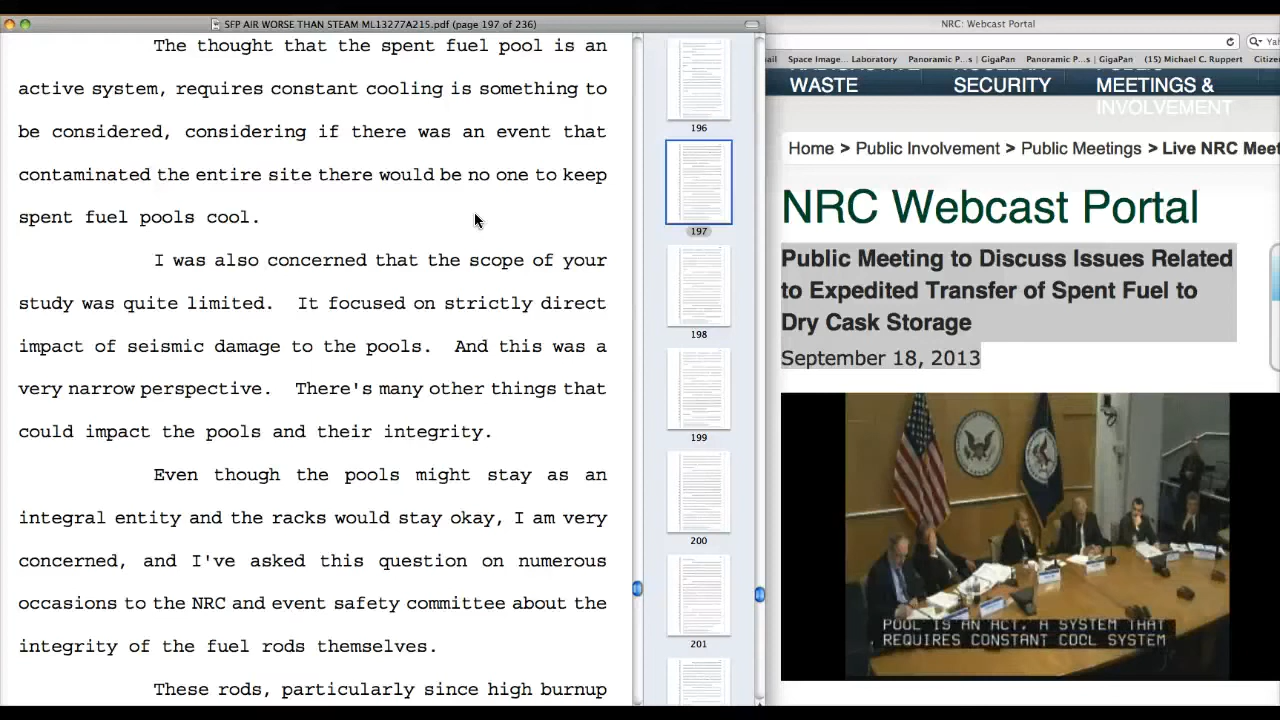 SFP AIR WORSE THAN STEAM ML13277A215.pdf (page 197 of 236)
The thought that the spent fuel pool is an
active system, requires constant cooling is something to
be considered, considering if there was an event that
contaminated the entire site there would be no one to keep
spent fuel pools cool.
I was also concerned that the scope of your
study was quite limited. It focused on strictly direct
impact of seismic damage to the pools. And this was a
very narrow perspective. There's many other things that
could impact the pools and their integrity.
Even though the pools might stay as an
integral entity and the racks would stay okay, I am very
concerned, and I've asked this question on numerous
occasions to the NRC and event safety committee about the
integrity of the fuel rods themselves.
These rods, particularly since high burnup
196
197
198
199
200
201
NRC: Webcast Portal
Space Image... Laboratory Panoramic P...s | GigaPan Panoramic P...s | GigaPan (15) Michael C. Ruppert Citize
WASTE SECURITY MEETINGS &
INVOLVEMENT
Home > Public Involvement > Public Meetings > Live NRC Meet
NRC Webcast Portal
Public Meeting to Discuss Issues Related
to Expedited Transfer of Spent Fuel to
Dry Cask Storage
September 18, 2013
POOL IS AN ACT, A SYSTEM THAT
REQUIRES CONSTANT COOL SYSTEM